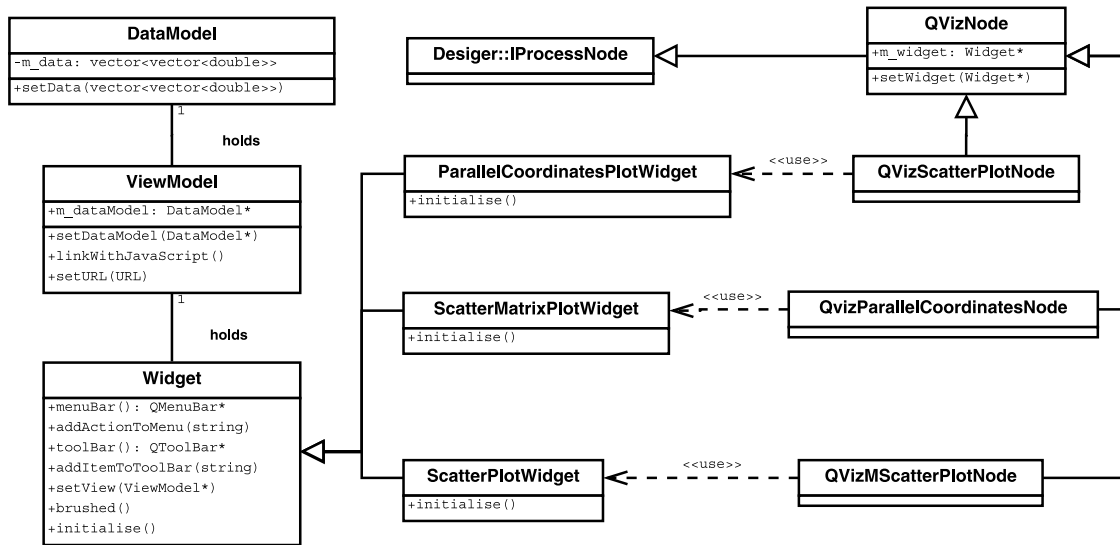 DataModel
-m_data: vector<vector<double>>
+setData(vector<vector<double>>)
1
holds
ViewModel
+m_dataModel: DataModel*
+setDataModel(DataModel*)
+linkWithJavaScript()
+setURL(URL)
1
holds
Widget
+menuBar(): QMenuBar*
+addActionToMenu(string)
+toolBar(): QToolBar*
+addItemToToolBar(string)
+setView(ViewModel*)
+brushed()
+initialise()
Desiger::IProcessNode
QVizNode
+m_widget: Widget*
+setWidget(Widget*)
ParallelCoordinatesPlotWidget
+initialise()
<<use>>
QVizScatterPlotNode
ScatterMatrixPlotWidget
+initialise()
<<use>>
QvizParallelCoordinatesNode
ScatterPlotWidget
+initialise()
<<use>>
QVizMScatterPlotNode